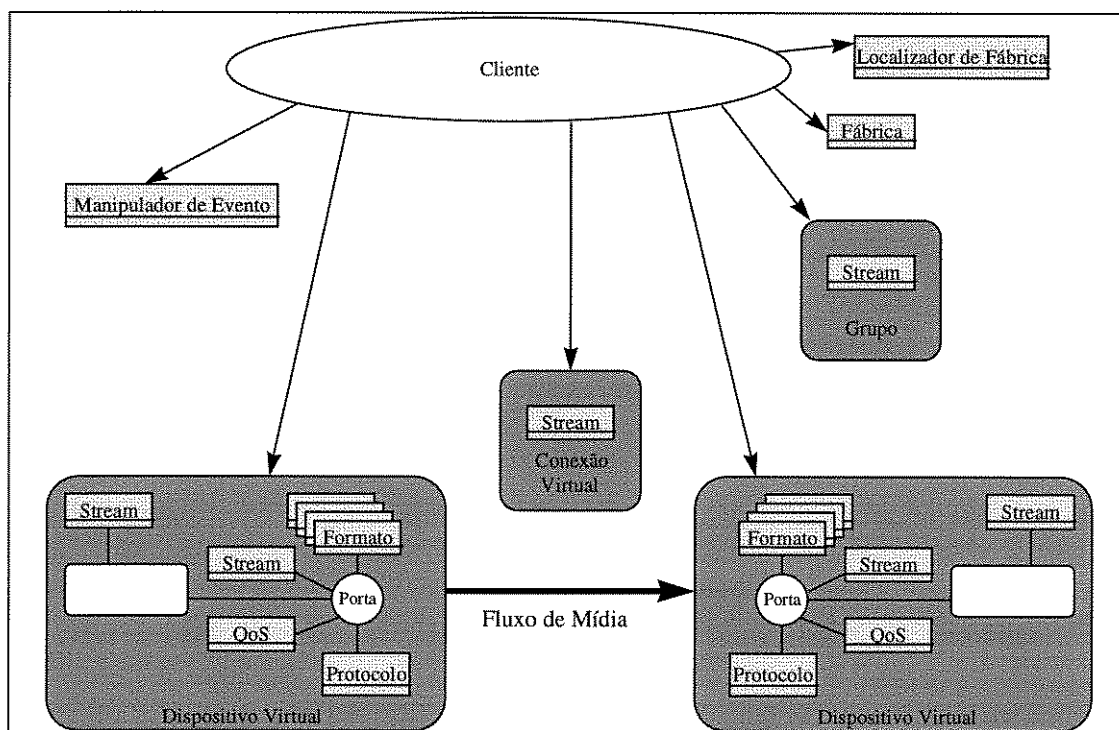 Cliente
Localizador de Fábrica
Fábrica
Manipulador de Evento
Stream
Grupo
Stream
Conexão
Virtual
Stream
Formato
Stream
Porta
QoS
Protocolo
Dispositivo Virtual
Fluxo de Mídia
Formato
Stream
Stream
Porta
QoS
Protocolo
Dispositivo Virtual